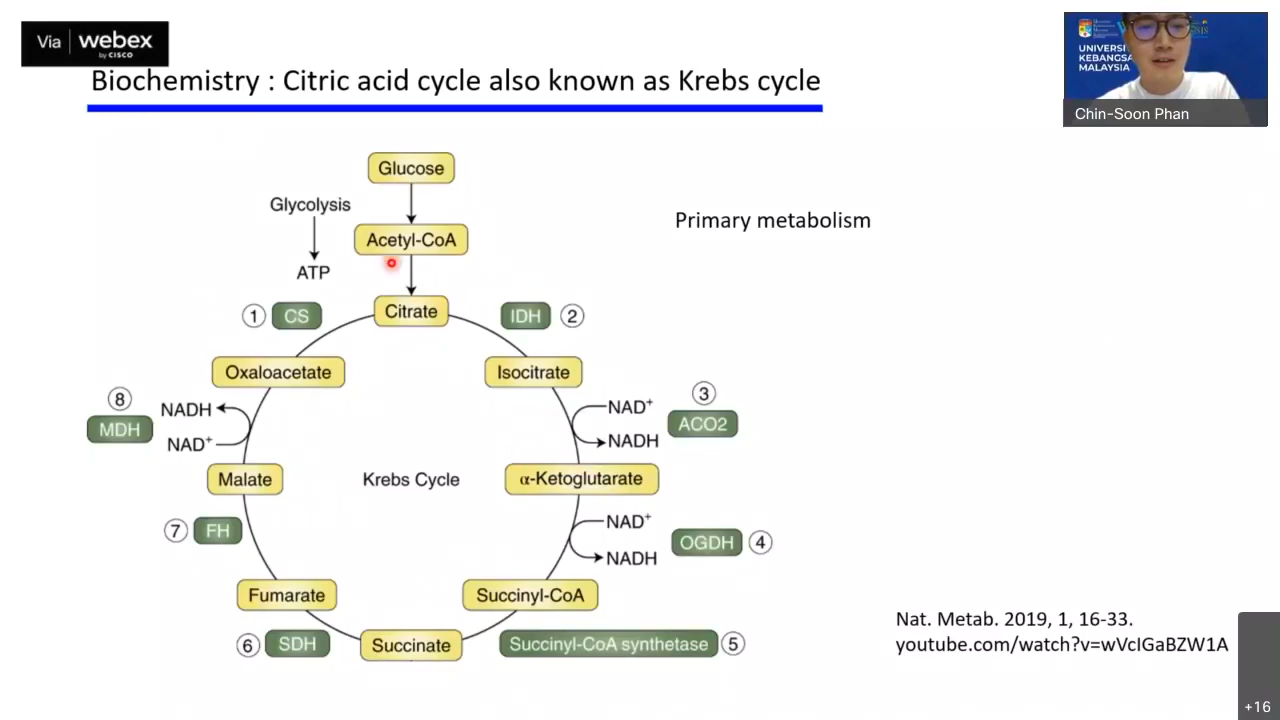 Via webex
by CISCO
Biochemistry : Citric acid cycle also known as Krebs cycle
UNIVERSI
KEBANGSA
MALAYSIA
Chin-Soon Phan
Glucose
Glycolysis
Acetyl-CoA
ATP
Primary metabolism
1 CS
Citrate
IDH 2
Oxaloacetate
Isocitrate
8
MDH
NADH
NAD+
NAD+
NADH
3
ACO2
Malate
Krebs Cycle
α-Ketoglutarate
7 FH
NAD+
NADH
OGDH 4
Fumarate
Succinyl-CoA
6 SDH
Succinate
Succinyl-CoA synthetase 5
Nat. Metab. 2019, 1, 16-33.
youtube.com/watch?v=wVcIGaBZW1A
+16